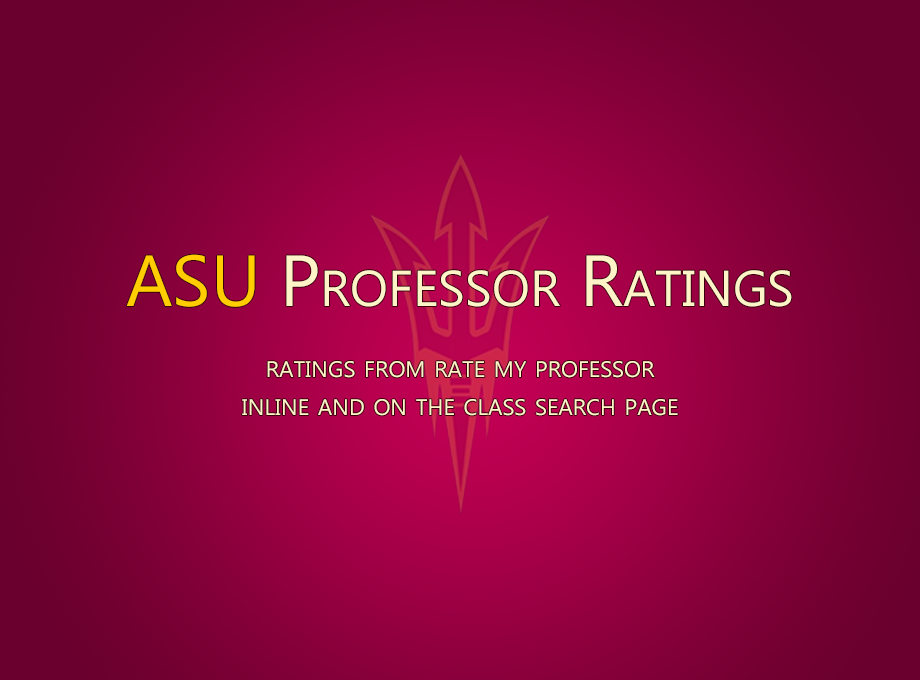 ASU Professor Ratings
ratings from rate my professor
inline and on the class search page